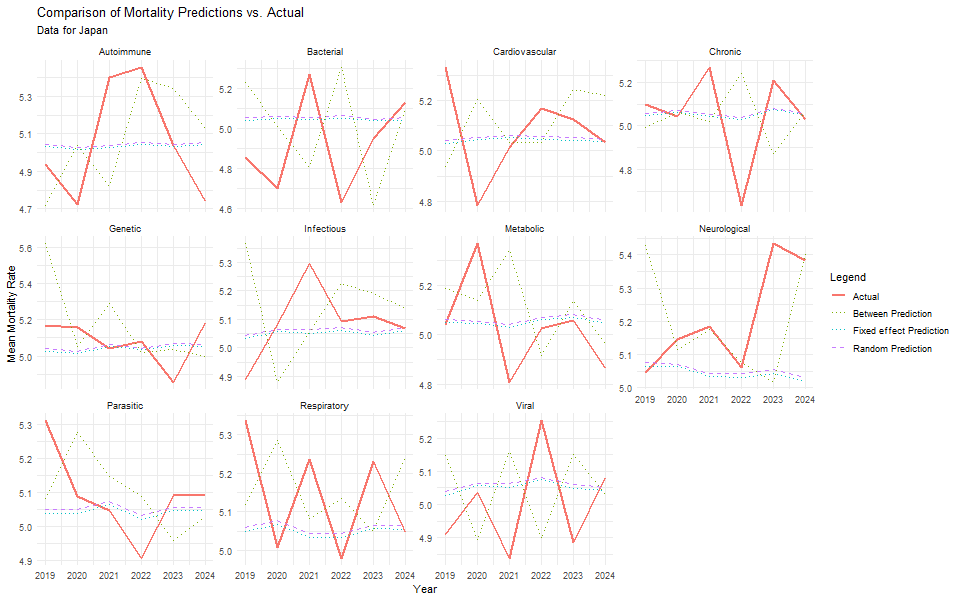 Comparison of Mortality Predictions vs. Actual
Data for Japan
Autoimmune
5.3
5.1
4.9
4.7
Bacterial
5.2
5.0
4.8
4.6
Cardiovascular
5.2
5.0
4.8
Chronic
5.2
5.0
4.8
Genetic
5.6
5.4
5.2
5.0
Infectious
5.3
5.2
5.1
5.0
4.9
Metabolic
5.2
5.0
4.8
Neurological
5.4
5.3
5.2
5.1
5.0
2019 2020 2021 2022 2023 2024
Parasitic
5.3
5.2
5.1
5.0
4.9
2019 2020 2021 2022 2023 2024
Respiratory
5.3
5.2
5.1
5.0
2019 2020 2021 2022 2023 2024
Viral
5.2
5.1
5.0
4.9
2019 2020 2021 2022 2023 2024
Mean Mortality Rate
Year
Legend
Actual
Between Prediction
Fixed effect Prediction
Random Prediction